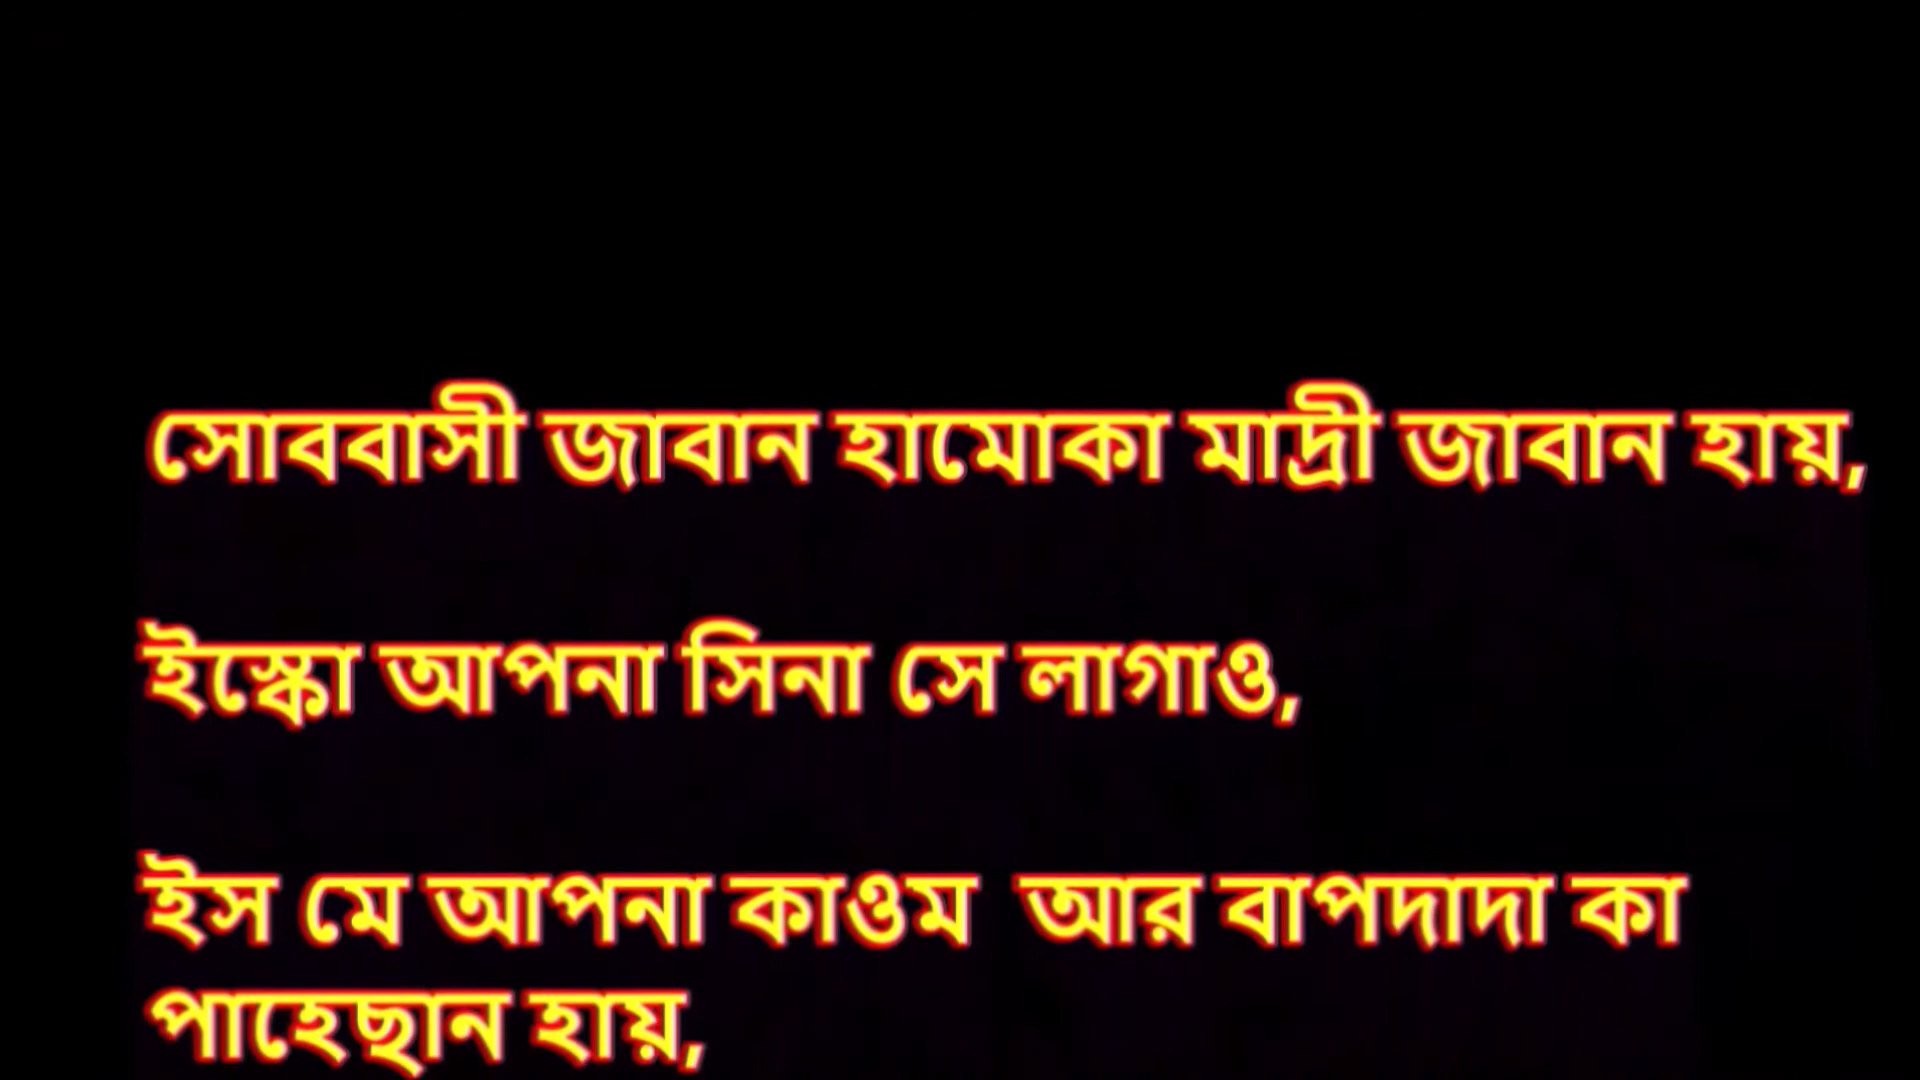 সোববাসী জাবান হামোকা মাদ্রী জাবান হায়,
ইস্কো আপনা সিনা সে লাগাও,
ইস মে আপনা কাওম  আর বাপদাদা কা
পাহেছান হায়,